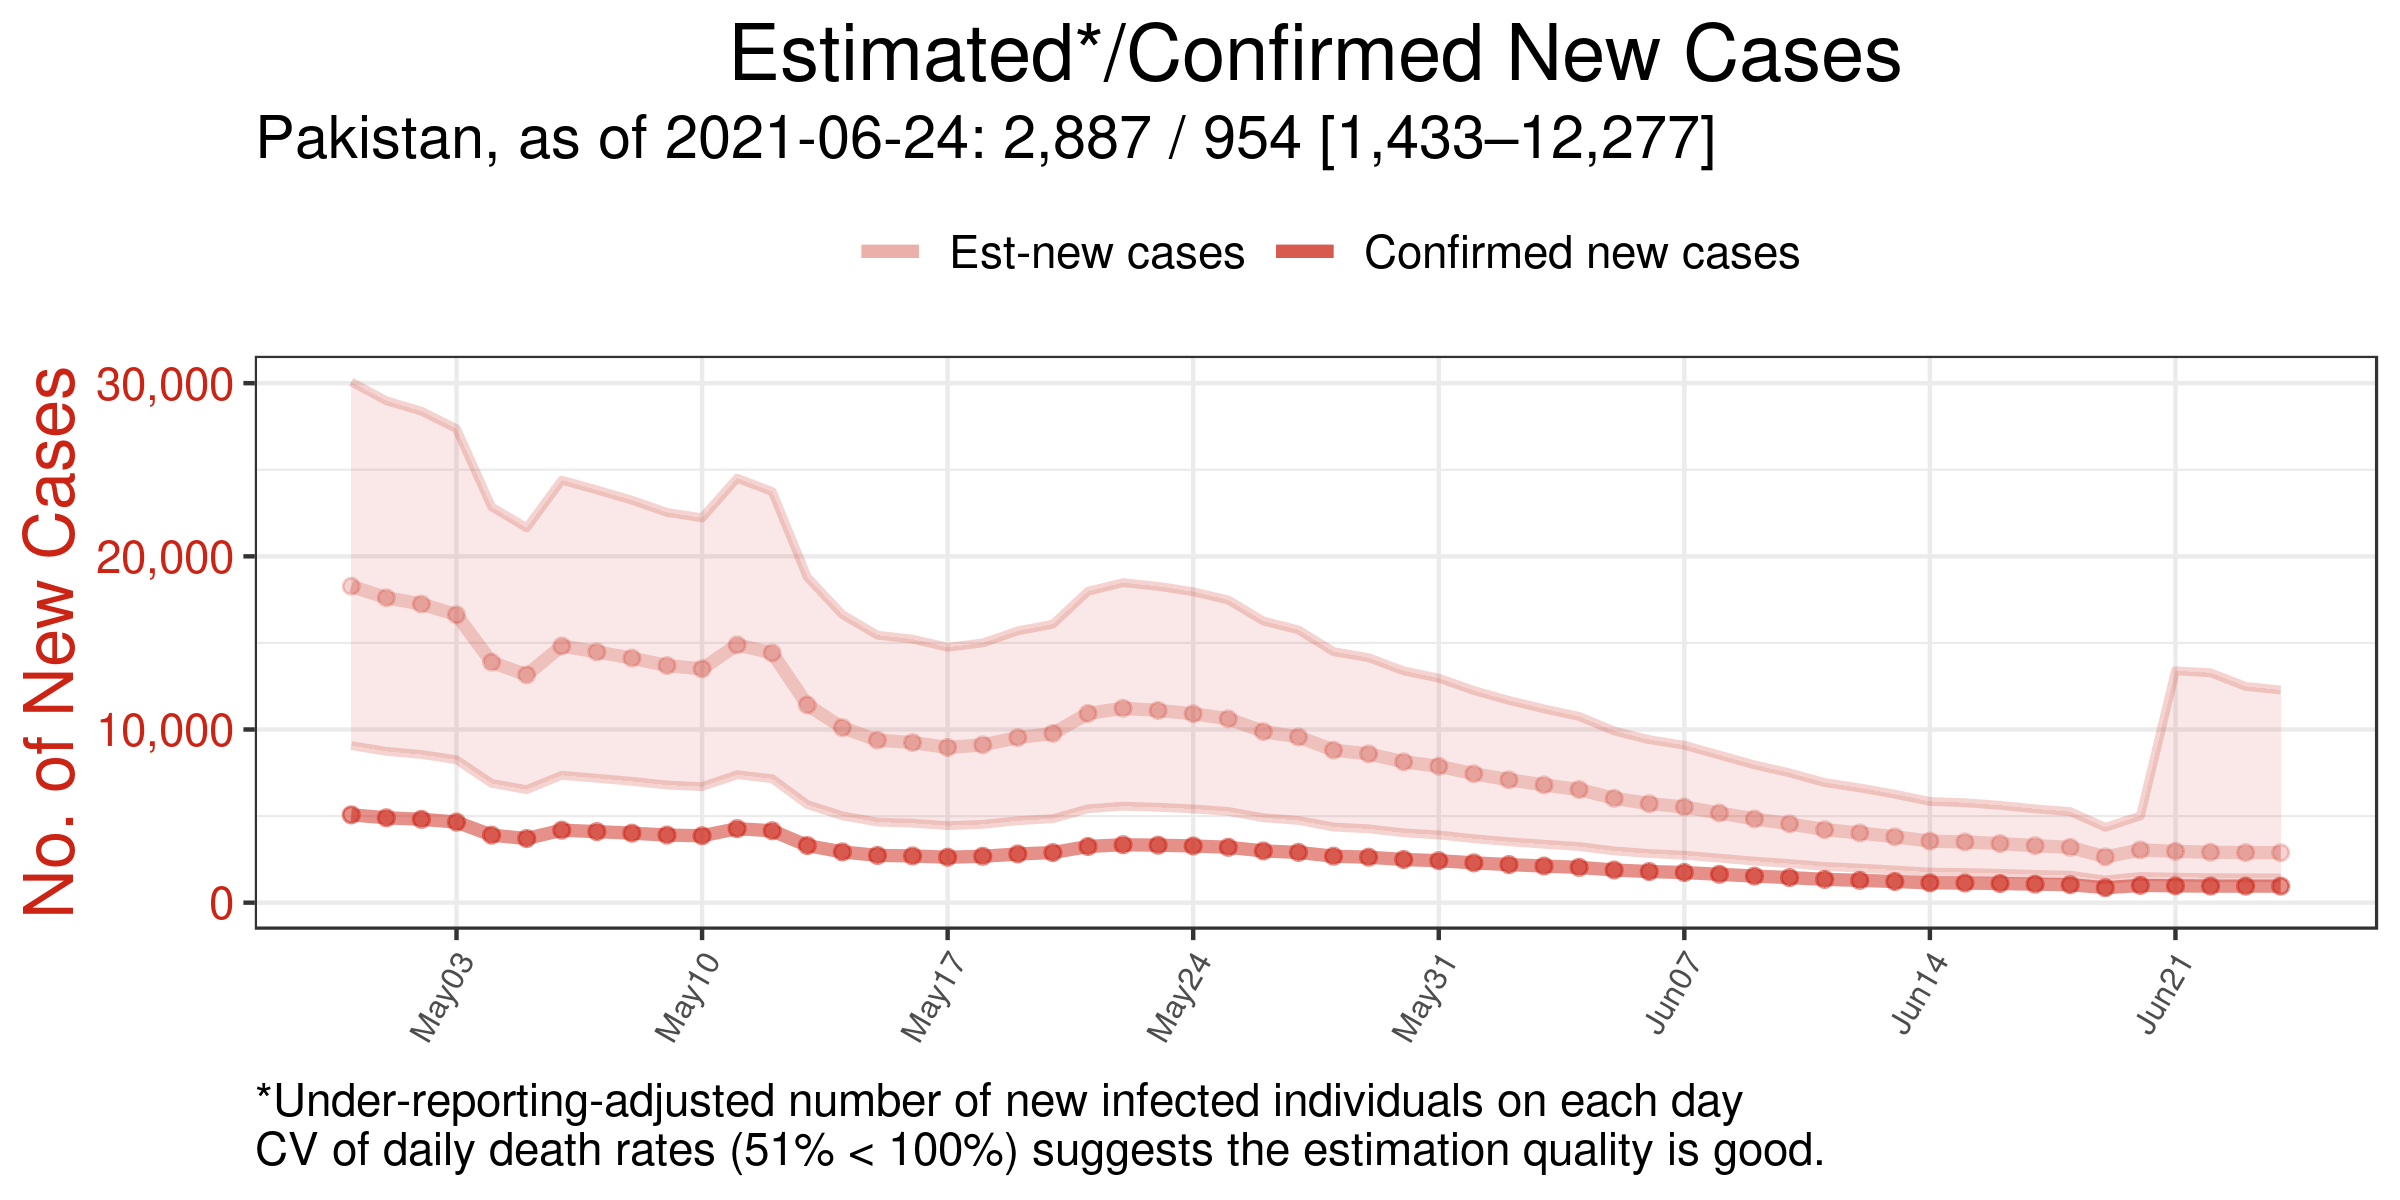 Estimated*/Confirmed New Cases
Pakistan, as of 2021-06-24: 2,887 / 954 [1,433–12,277]
Est-new cases
Confirmed new cases
No. of New Cases
30,000
20,000
10,000
0
May03
May10
May17
May24
May31
Jun07
Jun14
Jun21
*Under-reporting-adjusted number of new infected individuals on each day
CV of daily death rates (51% < 100%) suggests the estimation quality is good.